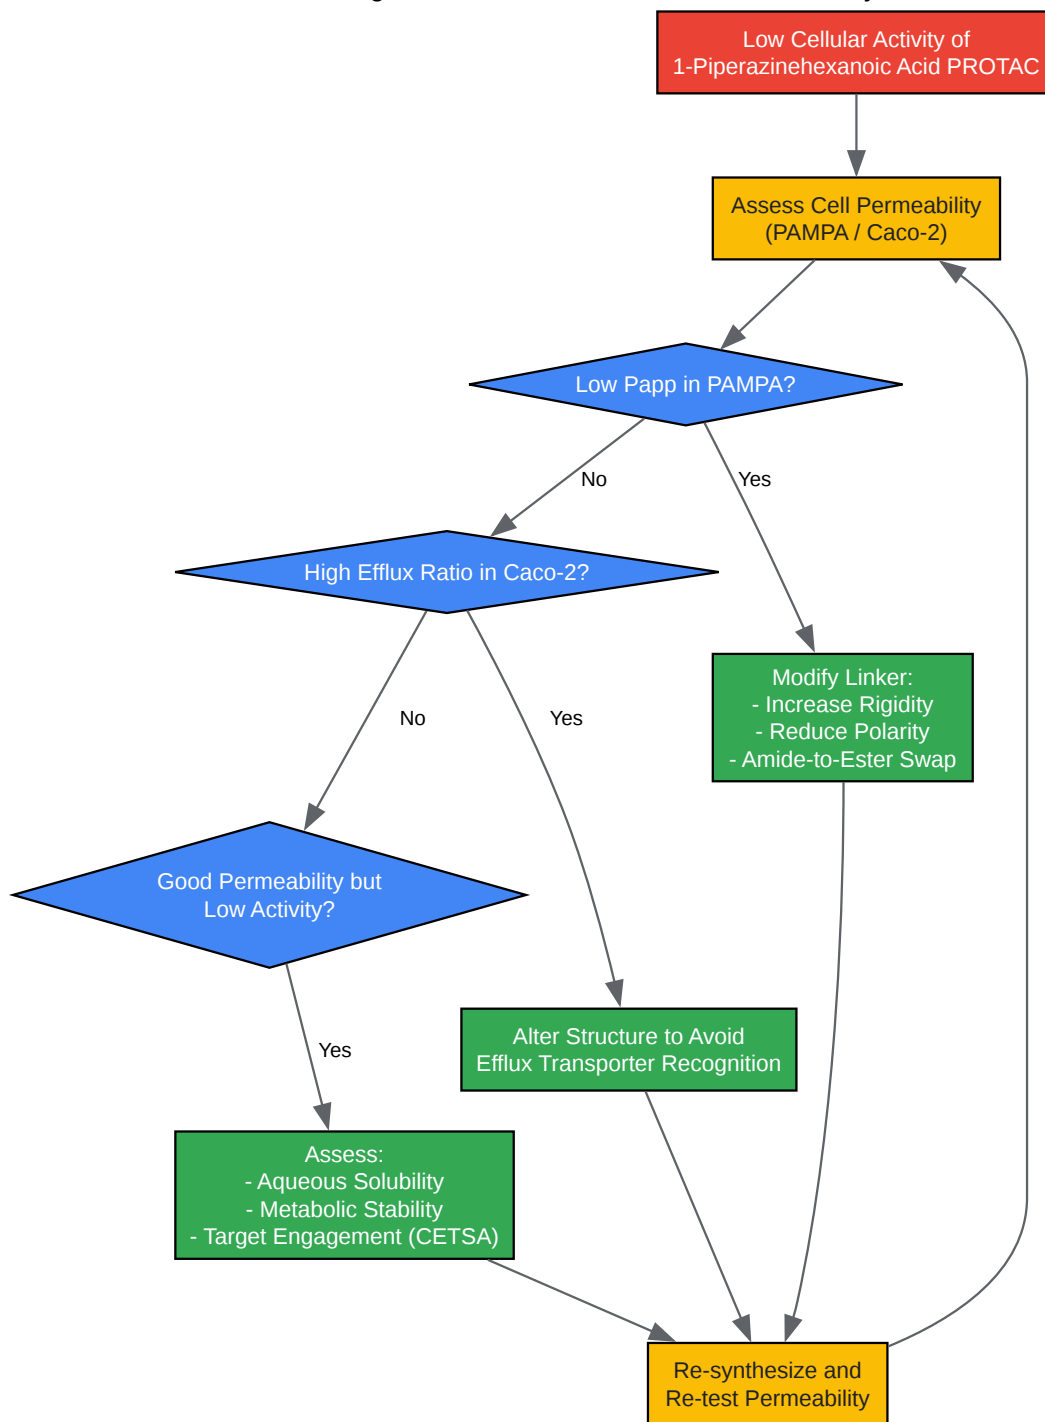 Low Cellular Activity of
1-Piperazinehexanoic Acid PROTAC
Assess Cell Permeability
(PAMPA / Caco-2)
Low Papp in PAMPA?
No
Yes
High Efflux Ratio in Caco-2?
Modify Linker:
- Increase Rigidity
- Reduce Polarity
- Amide-to-Ester Swap
No
Yes
Good Permeability but
Low Activity?
Alter Structure to Avoid
Efflux Transporter Recognition
Yes
Assess:
- Aqueous Solubility
- Metabolic Stability
- Target Engagement (CETSA)
Re-synthesize and
Re-test Permeability